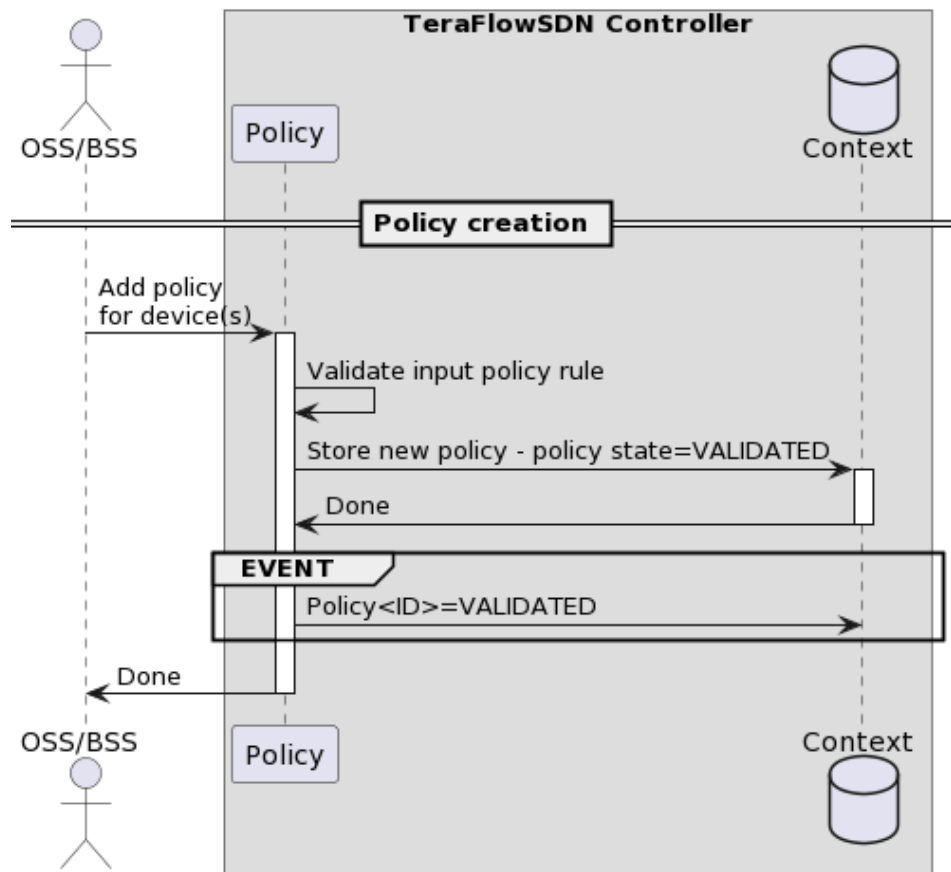 TeraFlowSDN Controller
OSS/BSS
Policy
Context
Policy creation
Add policy
for device(s)
Validate input policy rule
Store new policy - policy state=VALIDATED
Done
EVENT
Policy<ID>=VALIDATED
Done
OSS/BSS
Policy
Context